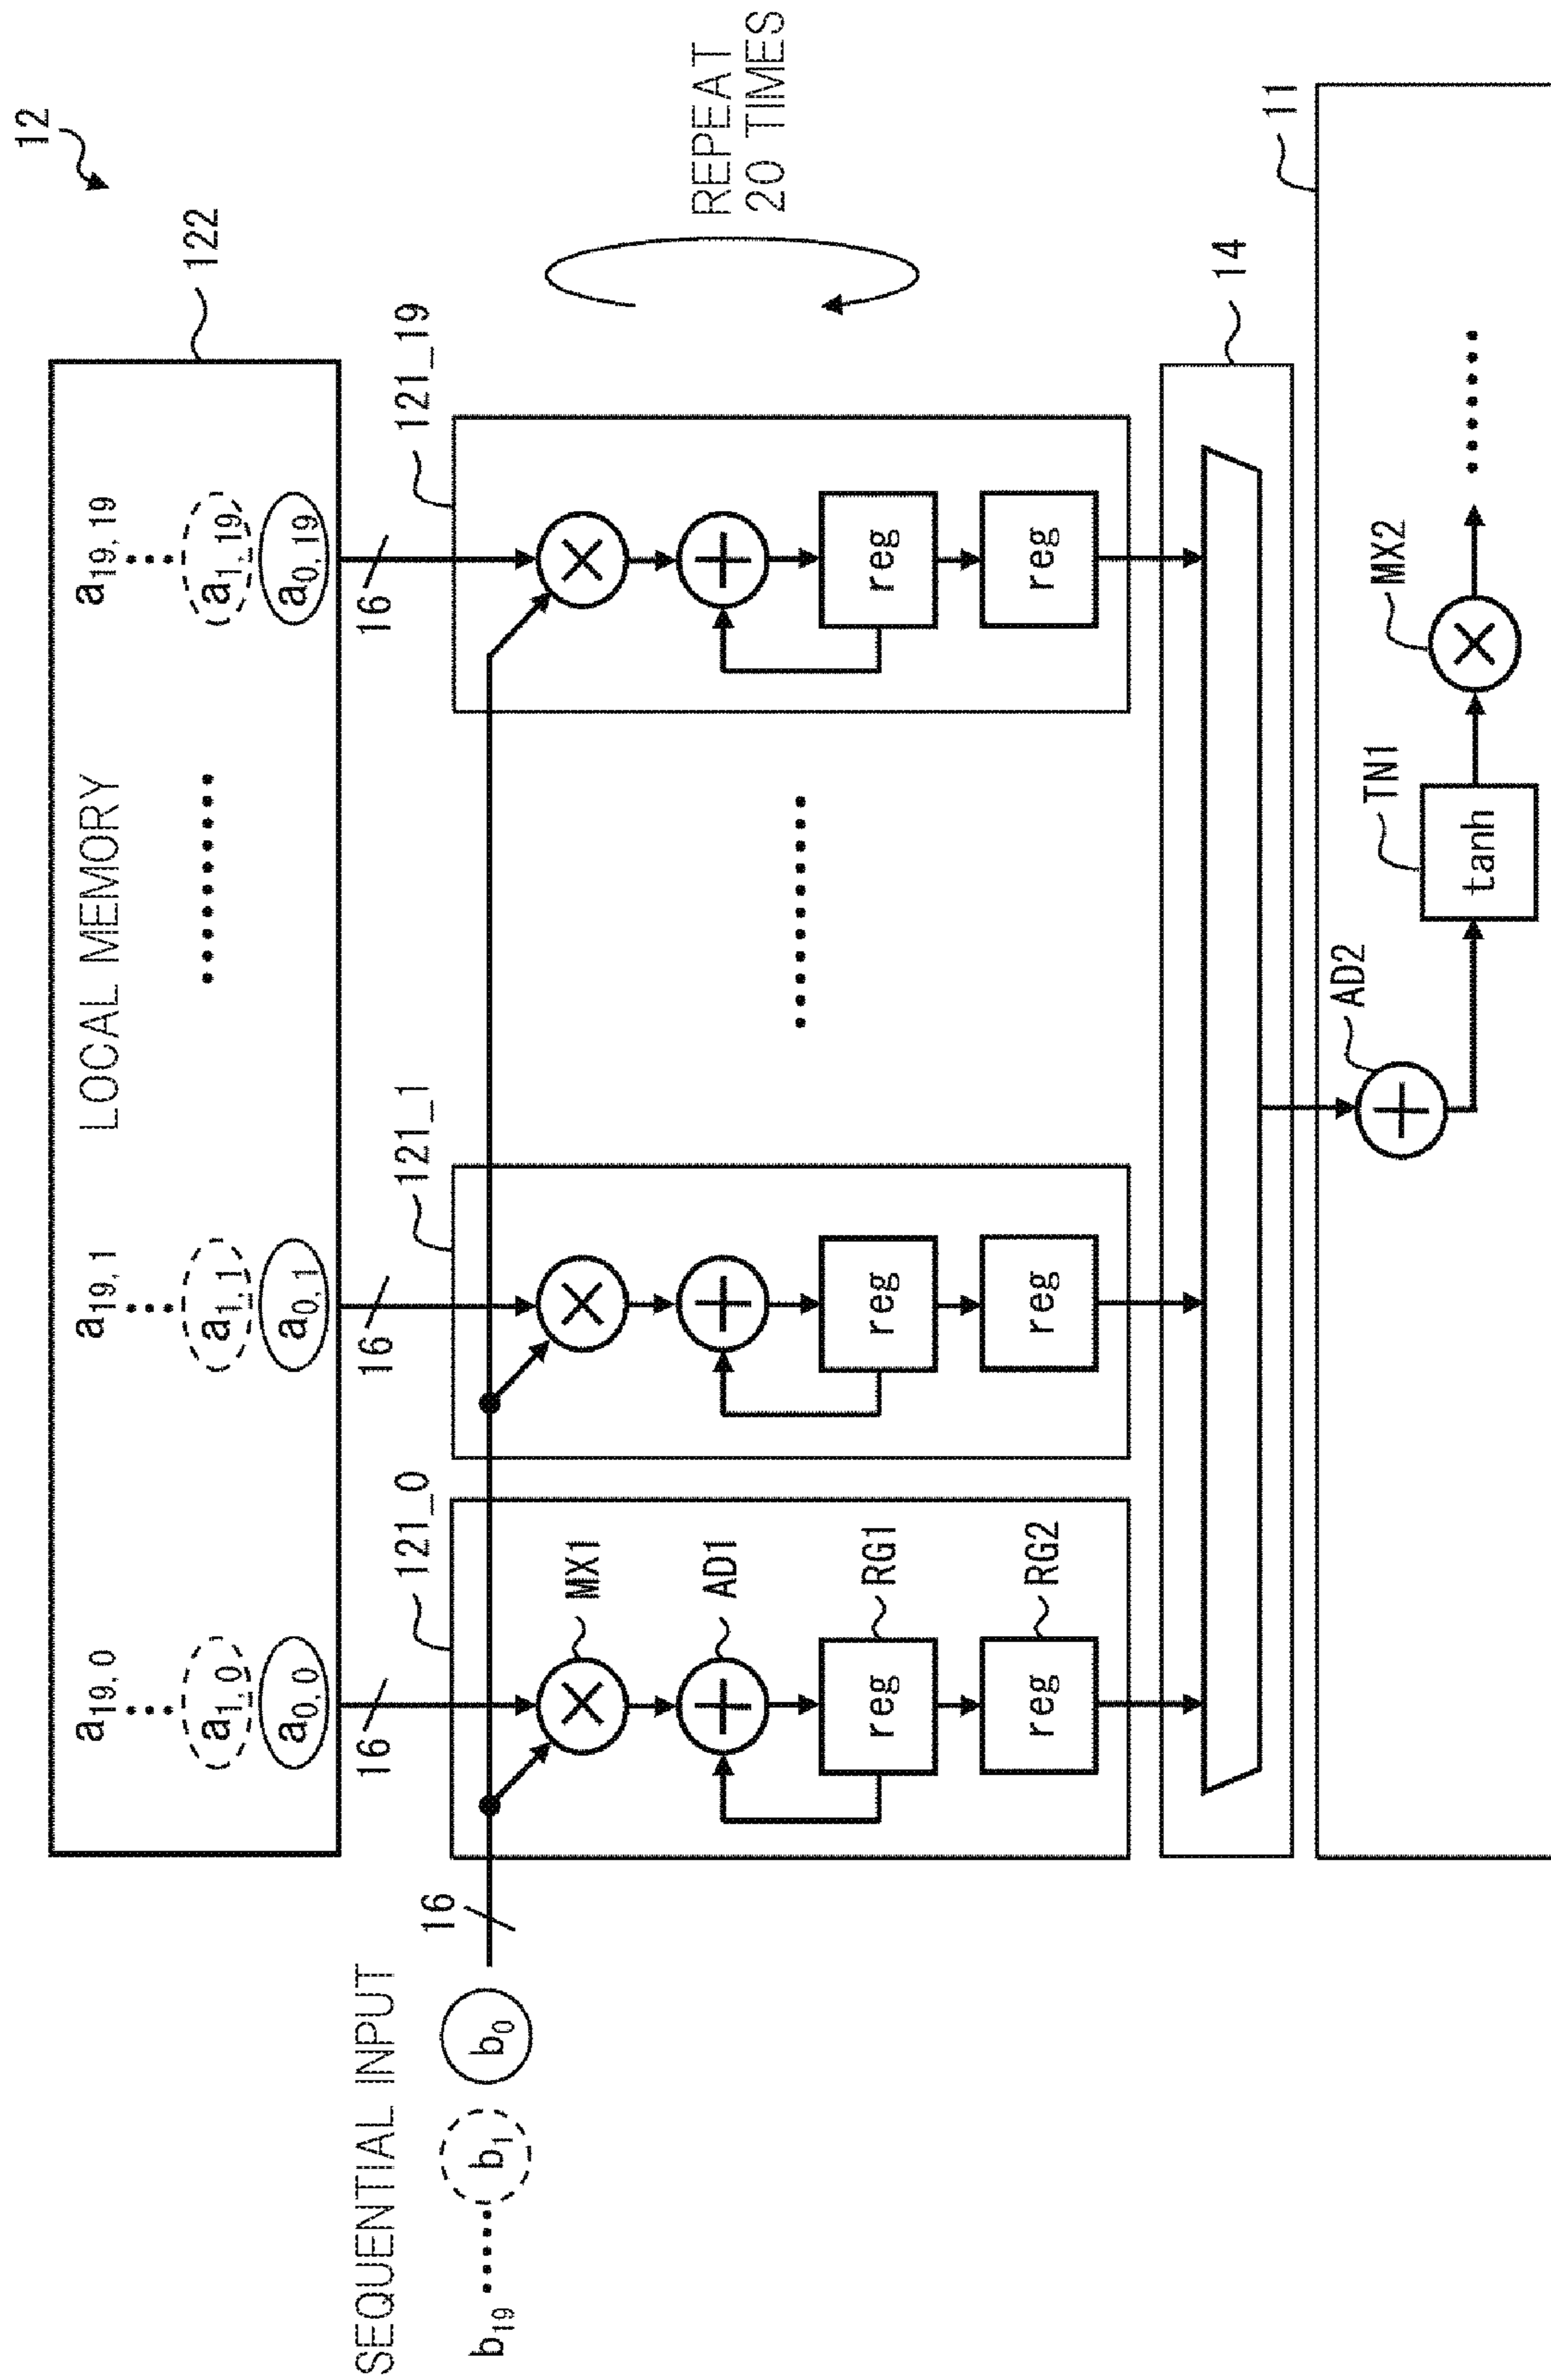 12
LOCAL MEMORY
122
a19,0
a1,0
a0,0
a19,1
a1,1
a0,1
a19,19
a1,19
a0,19
16
16
16
SEQUENTIAL INPUT
b19
b1
b0
16
121_0
121_1
121_19
MX1
AD1
RG1
RG2
reg
reg
reg
reg
reg
reg
REPEAT
20 TIMES
14
11
AD2
TN1
tanh
MX2